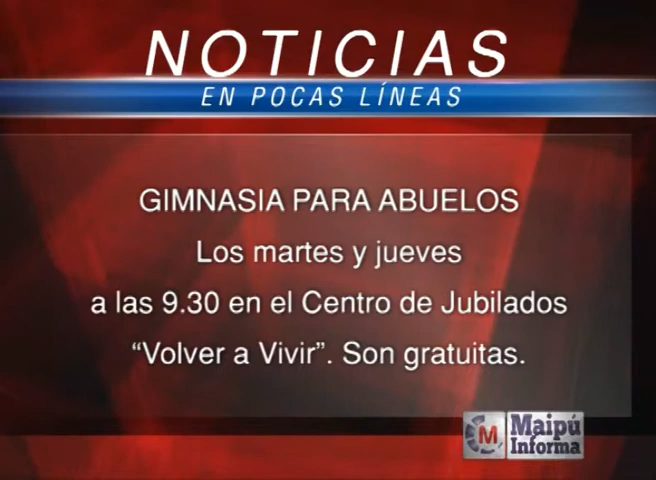 NOTICIAS
EN POCAS LÍNEAS
GIMNASIA PARA ABUELOS
Los martes y jueves
a las 9.30 en el Centro de Jubilados
“Volver a Vivir”. Son gratuitas.
M
Maipú
Informa